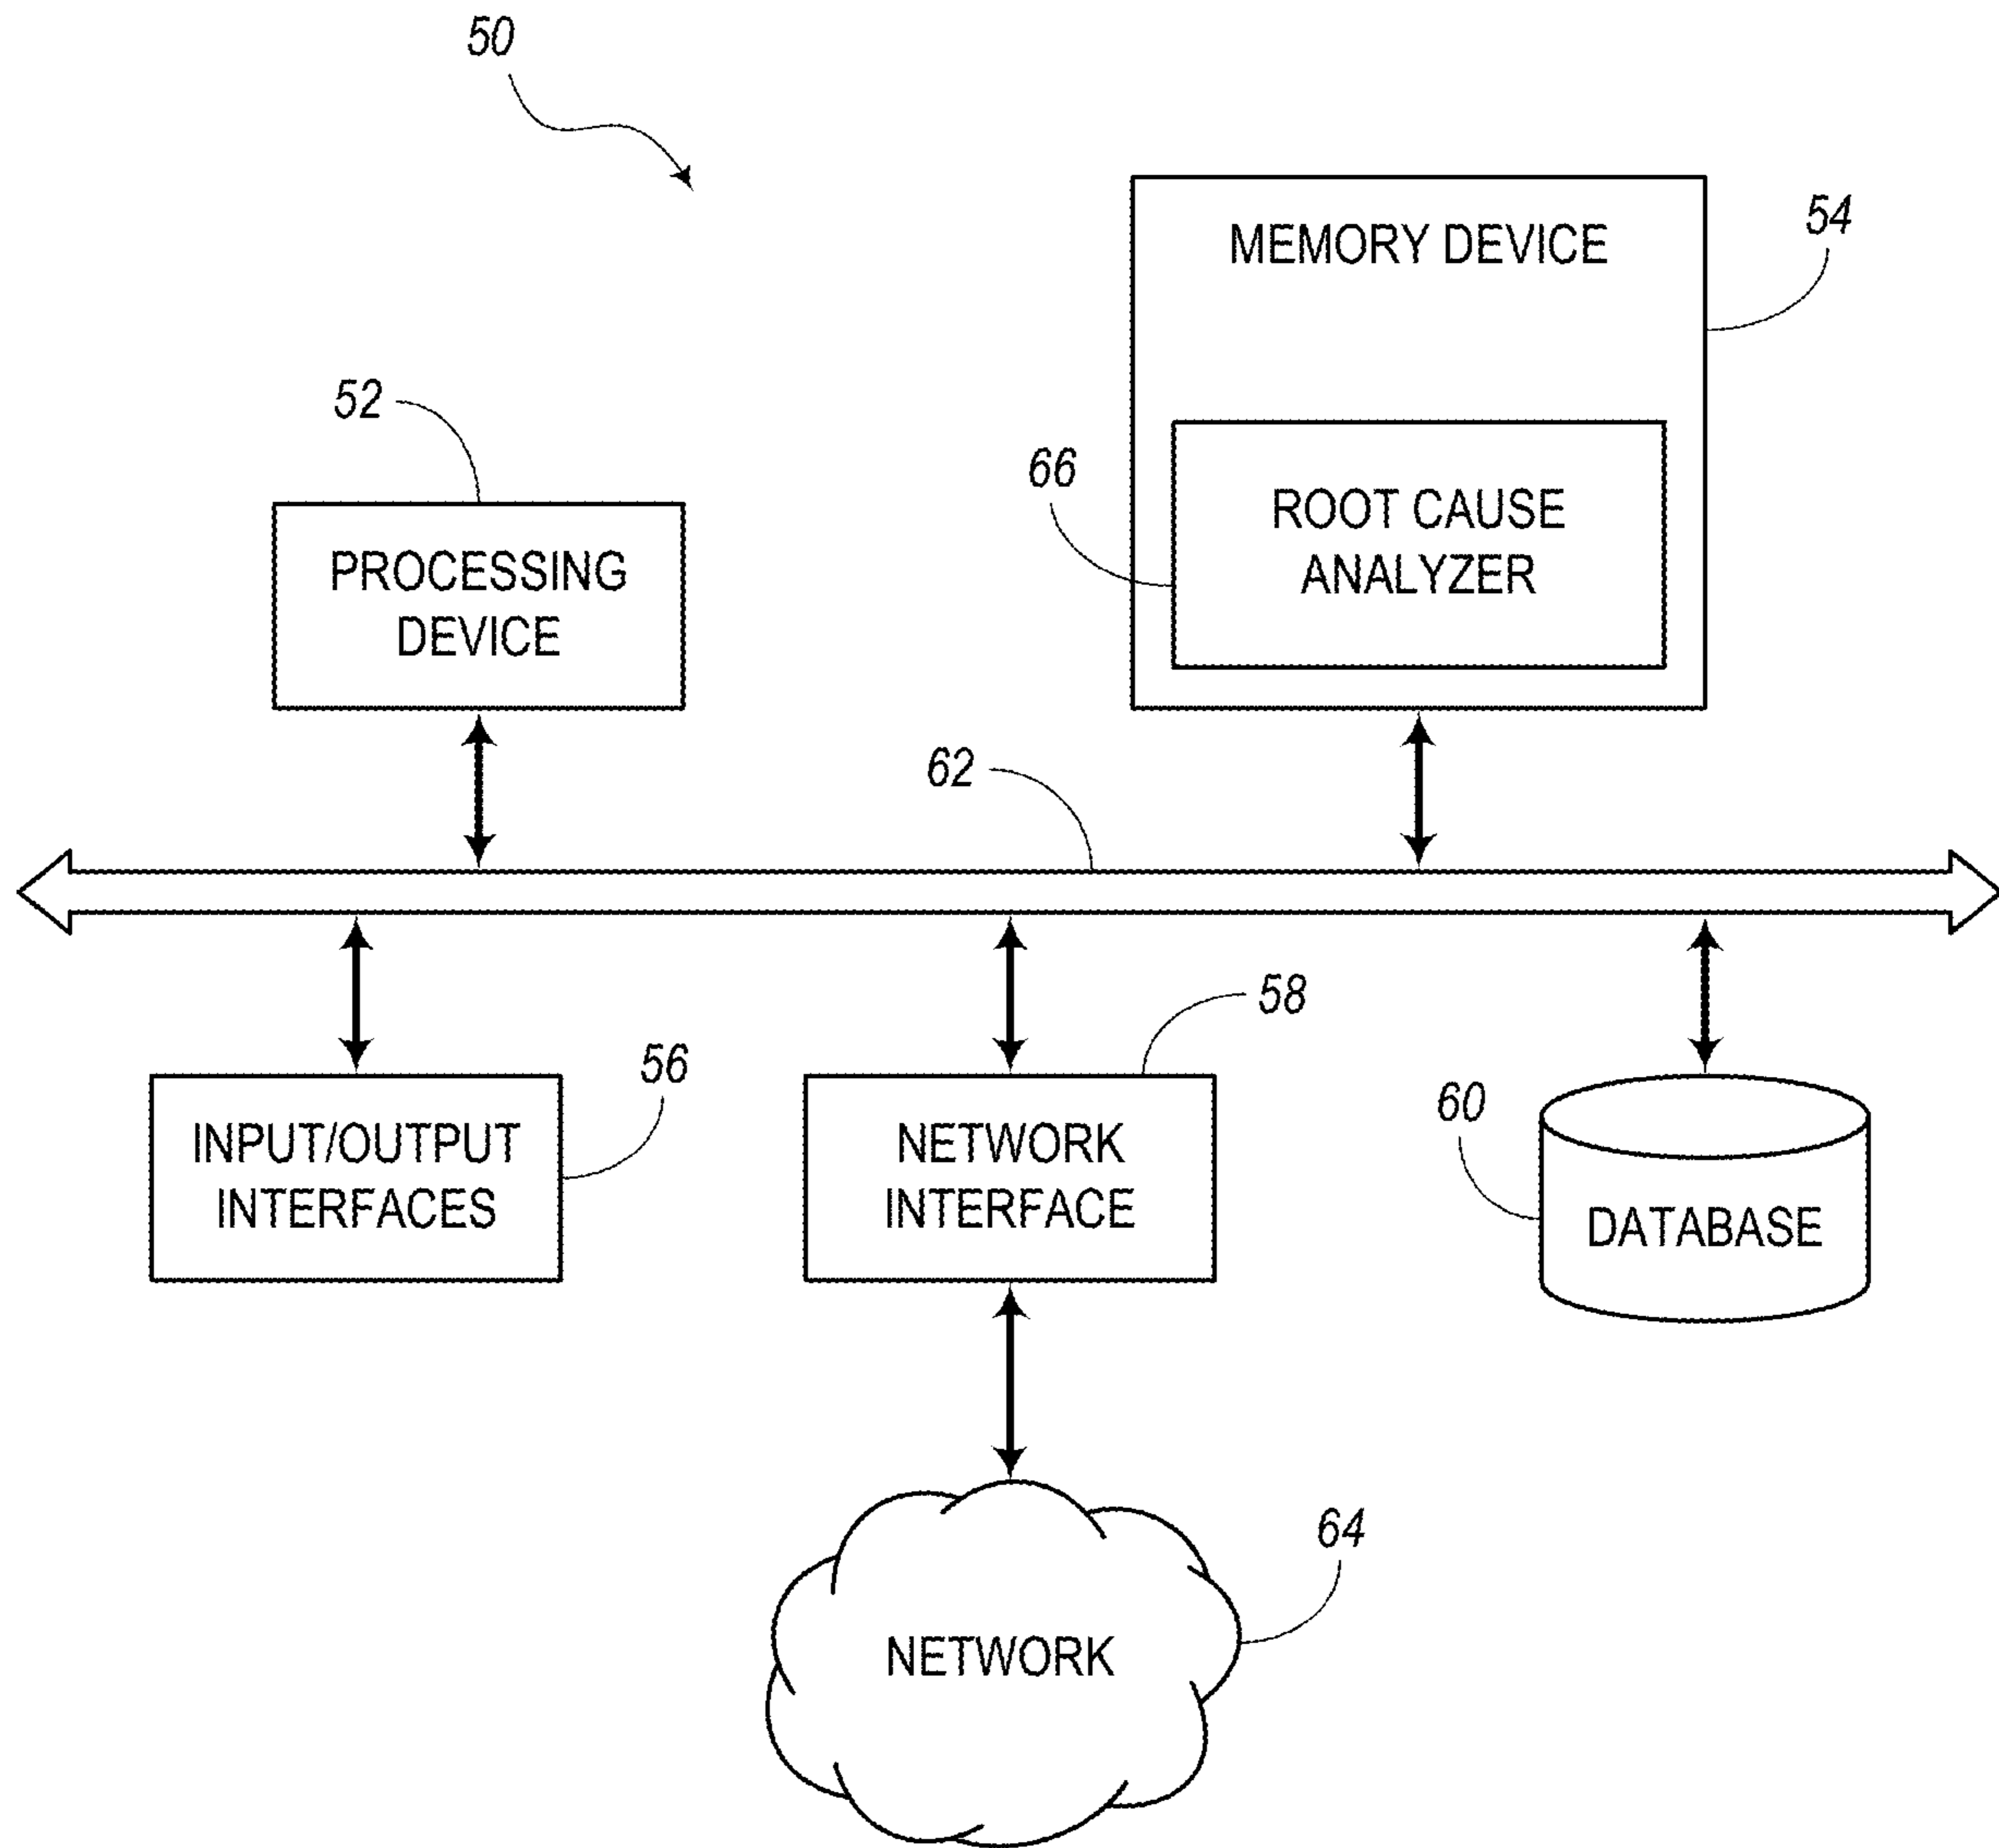 50
MEMORY DEVICE
54
52
66
ROOT CAUSE
ANALYZER
PROCESSING
DEVICE
62
58
56
60
INPUT/OUTPUT
INTERFACES
NETWORK
INTERFACE
DATABASE
64
NETWORK